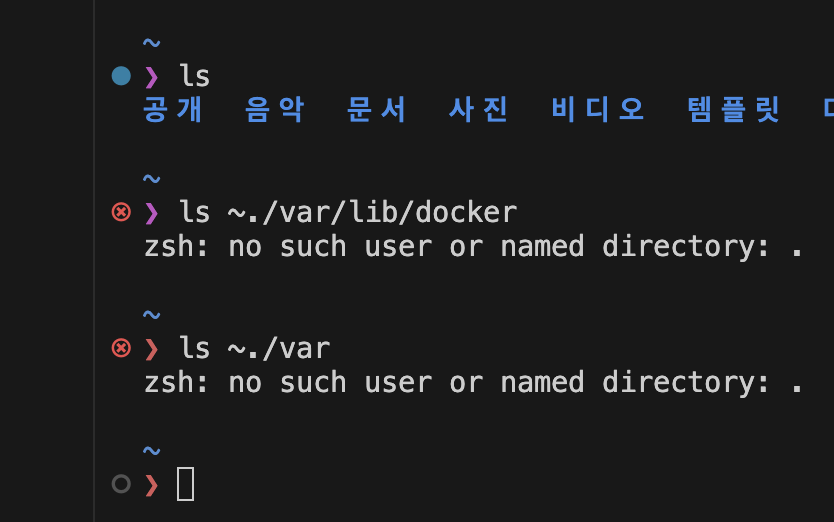 ~
❯ ls
공개 음악 문서 사진 비디오 템플릿
~
❯ ls ~./var/lib/docker
zsh: no such user or named directory: .
~
❯ ls ~./var
zsh: no such user or named directory: .
~
❯